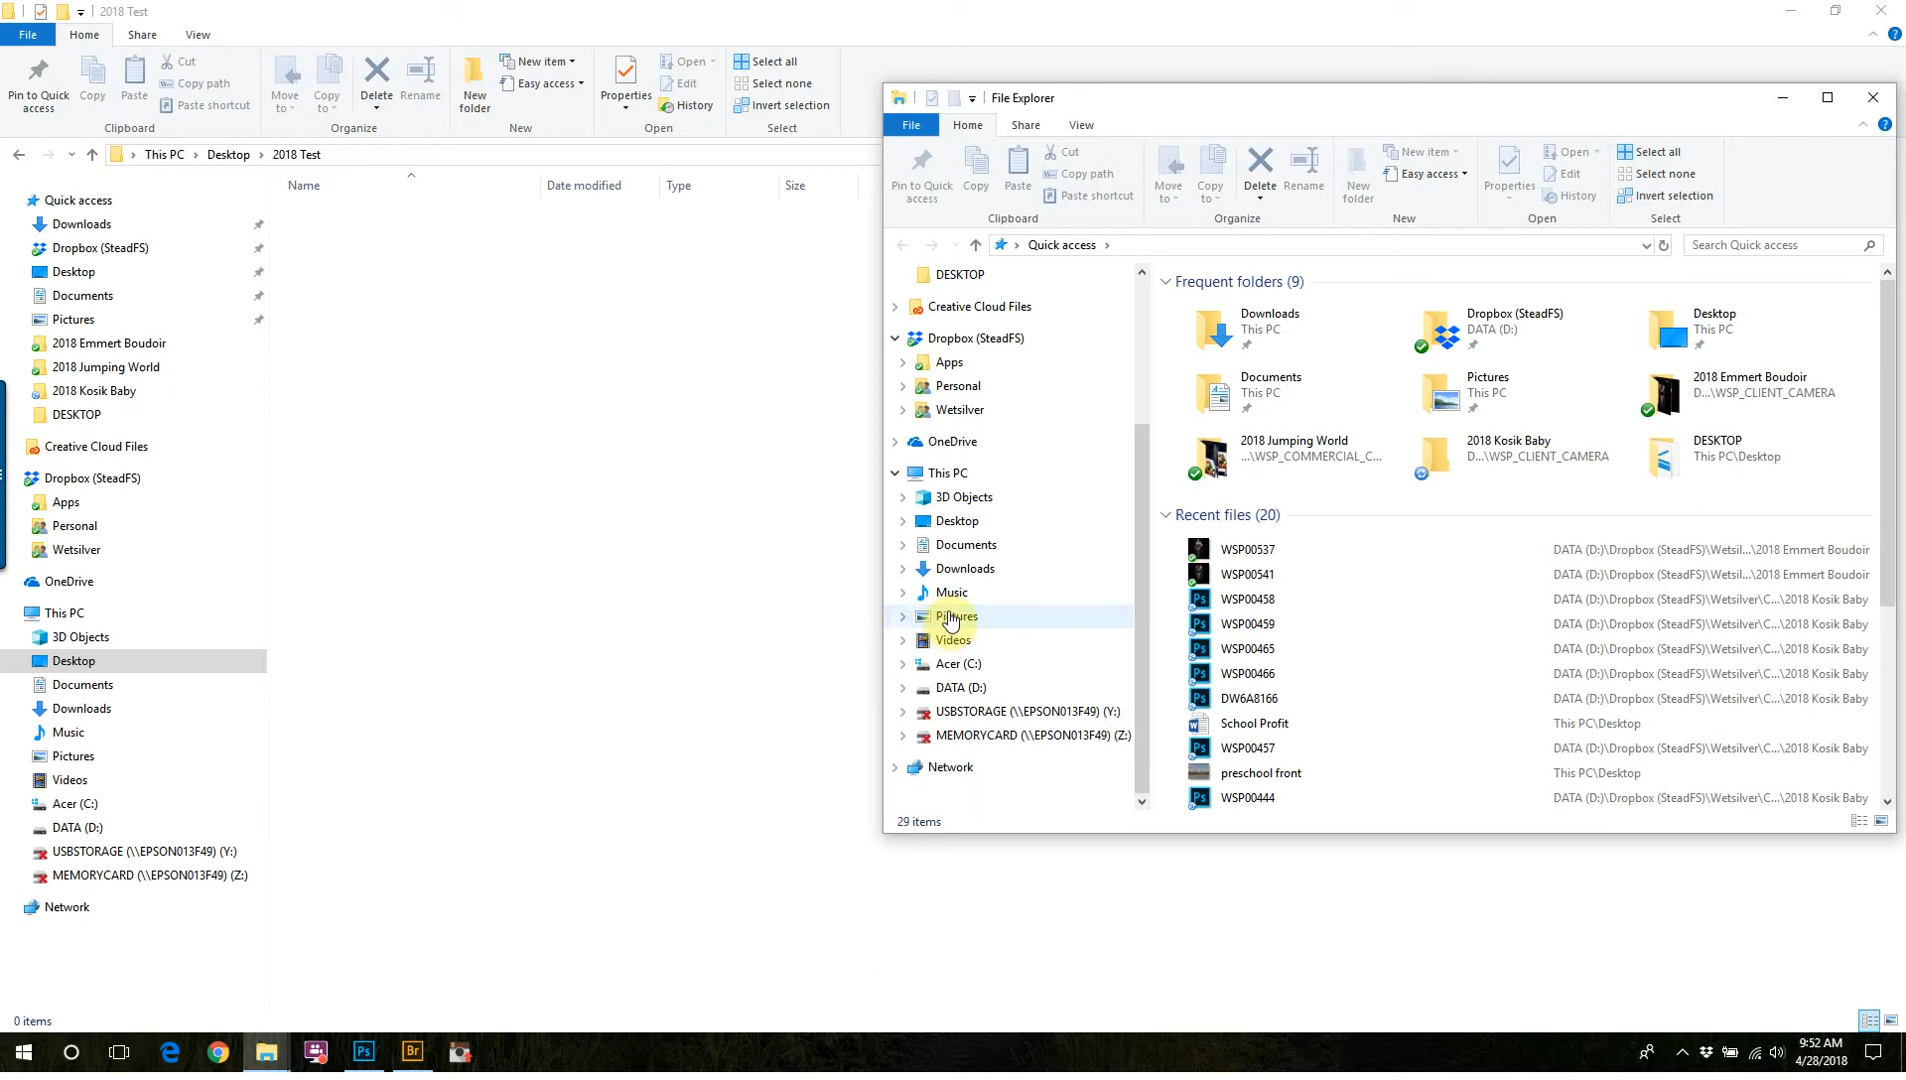 2018 Test
File
Home
Share
View
Pin to Quick access
Copy
Paste
Cut
Copy path
Paste shortcut
Clipboard
Move to
Copy to
Delete
Rename
Organize
New folder
New item
Easy access
New
Properties
Open
Edit
History
Open
Select all
Select none
Invert selection
Select
This PC
Desktop
2018 Test
Name
Date modified
Type
Size
Quick access
Downloads
Dropbox (SteadFS)
Desktop
Documents
Pictures
2018 Emmert Boudoir
2018 Jumping World
2018 Kosik Baby
DESKTOP
Creative Cloud Files
Dropbox (SteadFS)
Apps
Personal
Wetsilver
OneDrive
This PC
3D Objects
Desktop
Documents
Downloads
Music
Pictures
Videos
Acer (C:)
DATA (D:)
USBSTORAGE (\\EPSON013F49) (Y:)
MEMORYCARD (\\EPSON013F49) (Z:)
Network
0 items
File Explorer
File
Home
Share
View
Pin to Quick access
Copy
Paste
Cut
Copy path
Paste shortcut
Clipboard
Move to
Copy to
Delete
Rename
Organize
New folder
New item
Easy access
New
Properties
Open
Edit
History
Open
Select all
Select none
Invert selection
Select
Quick access
Search Quick access
DESKTOP
Creative Cloud Files
Dropbox (SteadFS)
Apps
Personal
Wetsilver
OneDrive
This PC
3D Objects
Desktop
Documents
Downloads
Music
Pictures
Videos
Acer (C:)
DATA (D:)
USBSTORAGE (\\EPSON013F49) (Y:)
MEMORYCARD (\\EPSON013F49) (Z:)
Network
Frequent folders (9)
Downloads
This PC
Dropbox (SteadFS)
DATA (D:)
Desktop
This PC
Documents
This PC
Pictures
This PC
2018 Emmert Boudoir
D...\WSP_CLIENT_CAMERA
2018 Jumping World
...\WSP_COMMERCIAL_C...
2018 Kosik Baby
D...\WSP_CLIENT_CAMERA
DESKTOP
This PC\Desktop
Recent files (20)
WSP00537 DATA (D:)\Dropbox (SteadFS)\Wetsil...\2018 Emmert Boudoir
WSP00541 DATA (D:)\Dropbox (SteadFS)\Wetsil...\2018 Emmert Boudoir
WSP00458 DATA (D:)\Dropbox (SteadFS)\Wetsilver\C...\2018 Kosik Baby
WSP00459 DATA (D:)\Dropbox (SteadFS)\Wetsilver\C...\2018 Kosik Baby
WSP00465 DATA (D:)\Dropbox (SteadFS)\Wetsilver\C...\2018 Kosik Baby
WSP00466 DATA (D:)\Dropbox (SteadFS)\Wetsilver\C...\2018 Kosik Baby
DW6A8166 DATA (D:)\Dropbox (SteadFS)\Wetsilver\C...\2018 Kosik Baby
School Profit This PC\Desktop
WSP00457 DATA (D:)\Dropbox (SteadFS)\Wetsilver\C...\2018 Kosik Baby
preschool front This PC\Desktop
WSP00444 DATA (D:)\Dropbox (SteadFS)\Wetsilver\C...\2018 Kosik Baby
29 items
Ps
Br
9:52 AM
4/28/2018